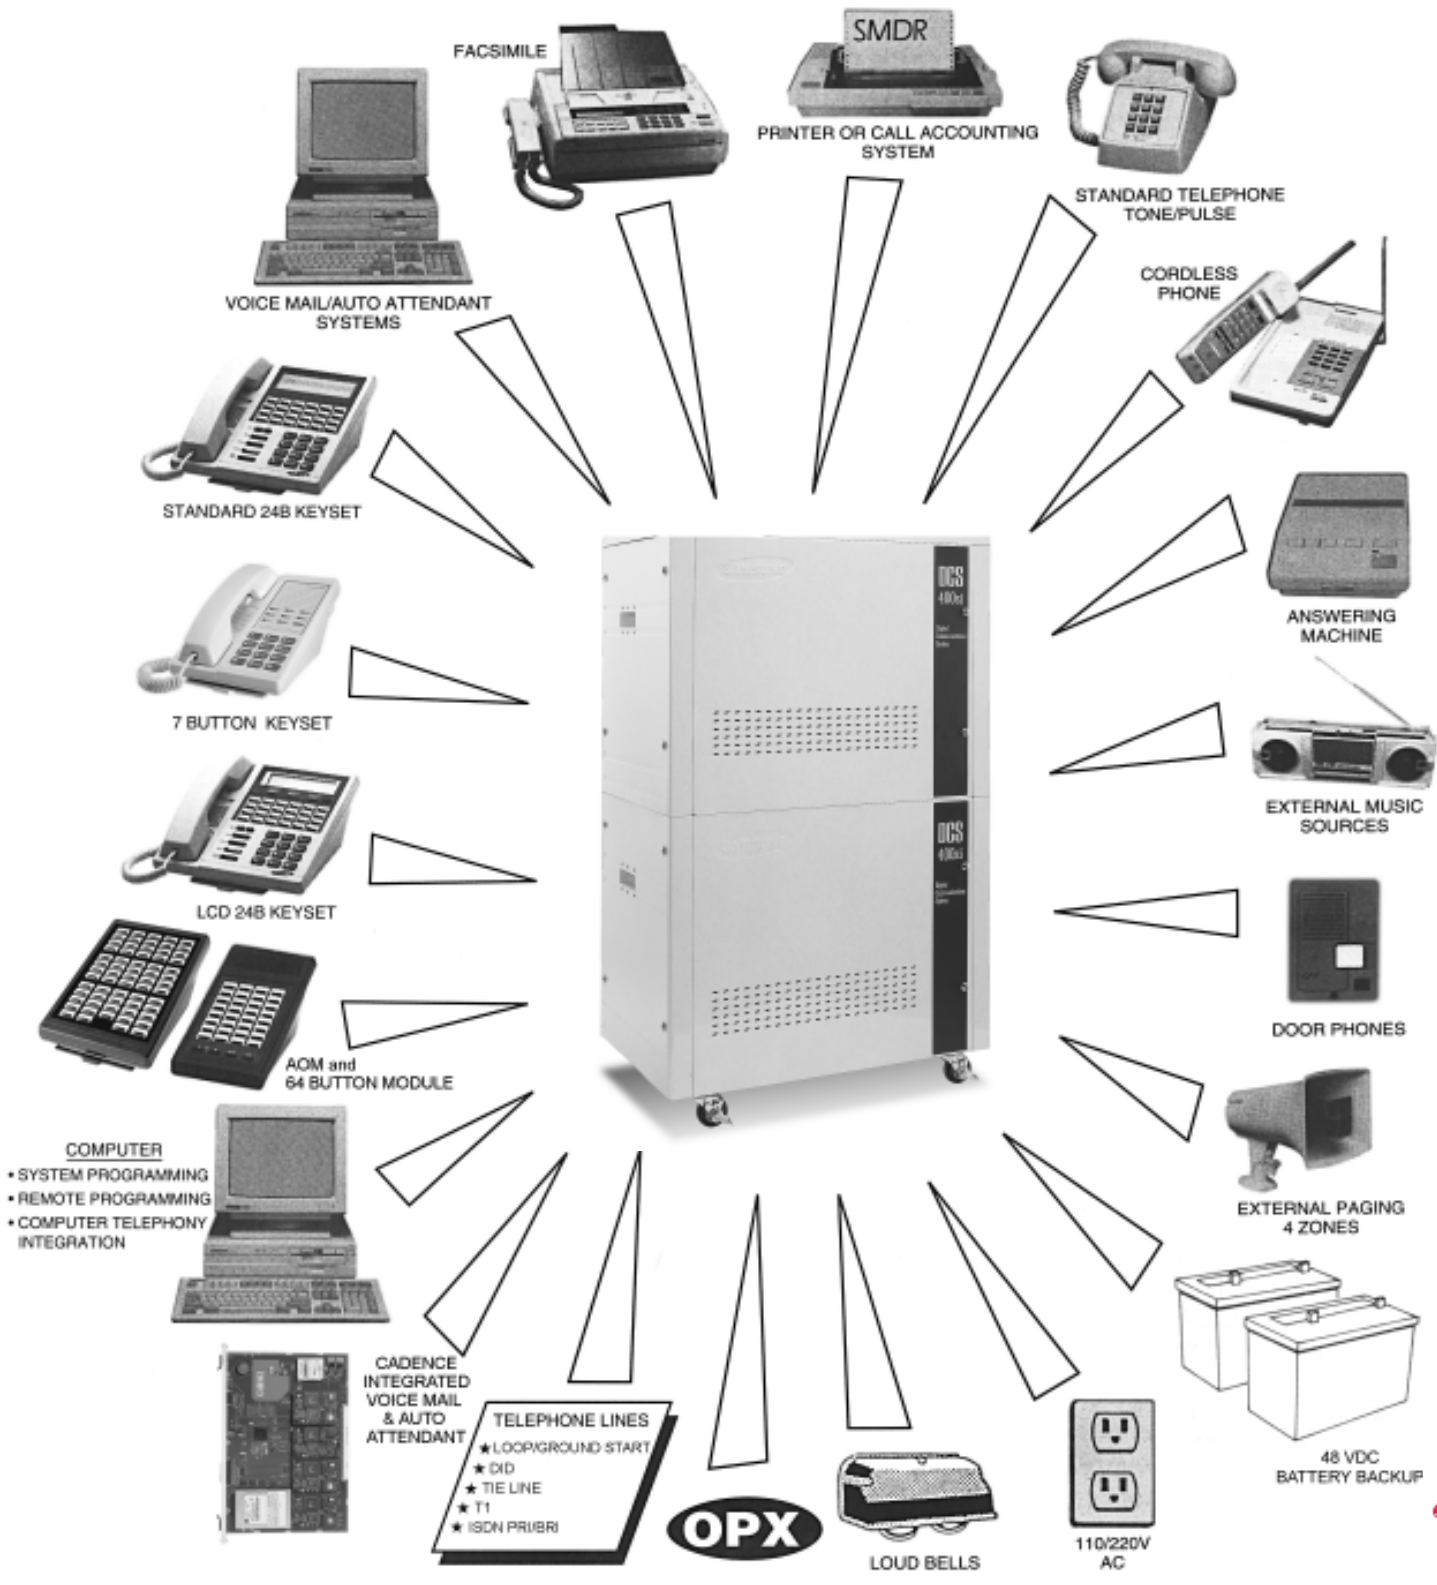 FACSIMILE
SMDR
PRINTER OR CALL ACCOUNTING
SYSTEM
STANDARD TELEPHONE
TONE/PULSE
VOICE MAIL/AUTO ATTENDANT
SYSTEMS
CORDLESS
PHONE
STANDARD 24B KEYSET
DCS
400si
ANSWERING
MACHINE
7 BUTTON KEYSET
EXTERNAL MUSIC
SOURCES
DCS
400si
LCD 24B KEYSET
DOOR PHONES
AOM and
64 BUTTON MODULE
COMPUTER
• SYSTEM PROGRAMMING
• REMOTE PROGRAMMING
• COMPUTER TELEPHONY
INTEGRATION
EXTERNAL PAGING
4 ZONES
CADENCE
INTEGRATED
VOICE MAIL
& AUTO
ATTENDANT
TELEPHONE LINES
★ LOOP/GROUND START
★ DID
★ TIE LINE
★ T1
★ ISDN PRI/BRI
OPX
LOUD BELLS
110/220V
AC
48 VDC
BATTERY BACKUP